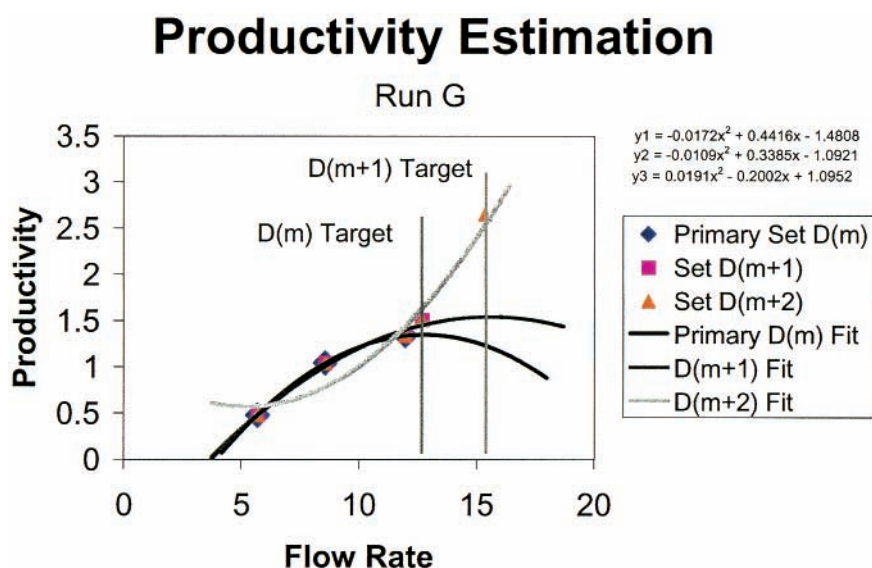 Productivity Estimation
Run G
y1 = -0.0172x² + 0.4416x - 1.4808
y2 = -0.0109x² + 0.3385x - 1.0921
y3 = 0.0191x² - 0.2002x + 1.0952
3.5
3
2.5
2
1.5
1
0.5
0
Productivity
D(m+1) Target
D(m) Target
0 5 10 15 20
Flow Rate
Primary Set D(m)
Set D(m+1)
Set D(m+2)
Primary D(m) Fit
D(m+1) Fit
D(m+2) Fit